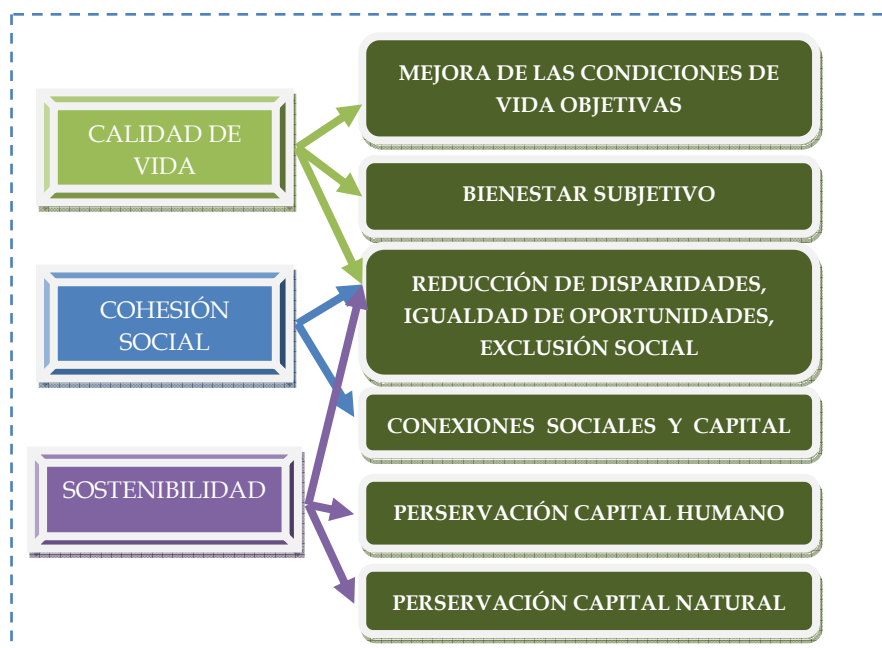 MEJORA DE LAS CONDICIONES DE
VIDA OBJETIVAS
CALIDAD DE
VIDA
BIENESTAR SUBJETIVO
REDUCCIÓN DE DISPARIDADES,
IGUALDAD DE OPORTUNIDADES,
EXCLUSIÓN SOCIAL
COHESIÓN
SOCIAL
CONEXIONES SOCIALES Y CAPITAL
SOSTENIBILIDAD
PERSERVACIÓN CAPITAL HUMANO
PERSERVACIÓN CAPITAL NATURAL